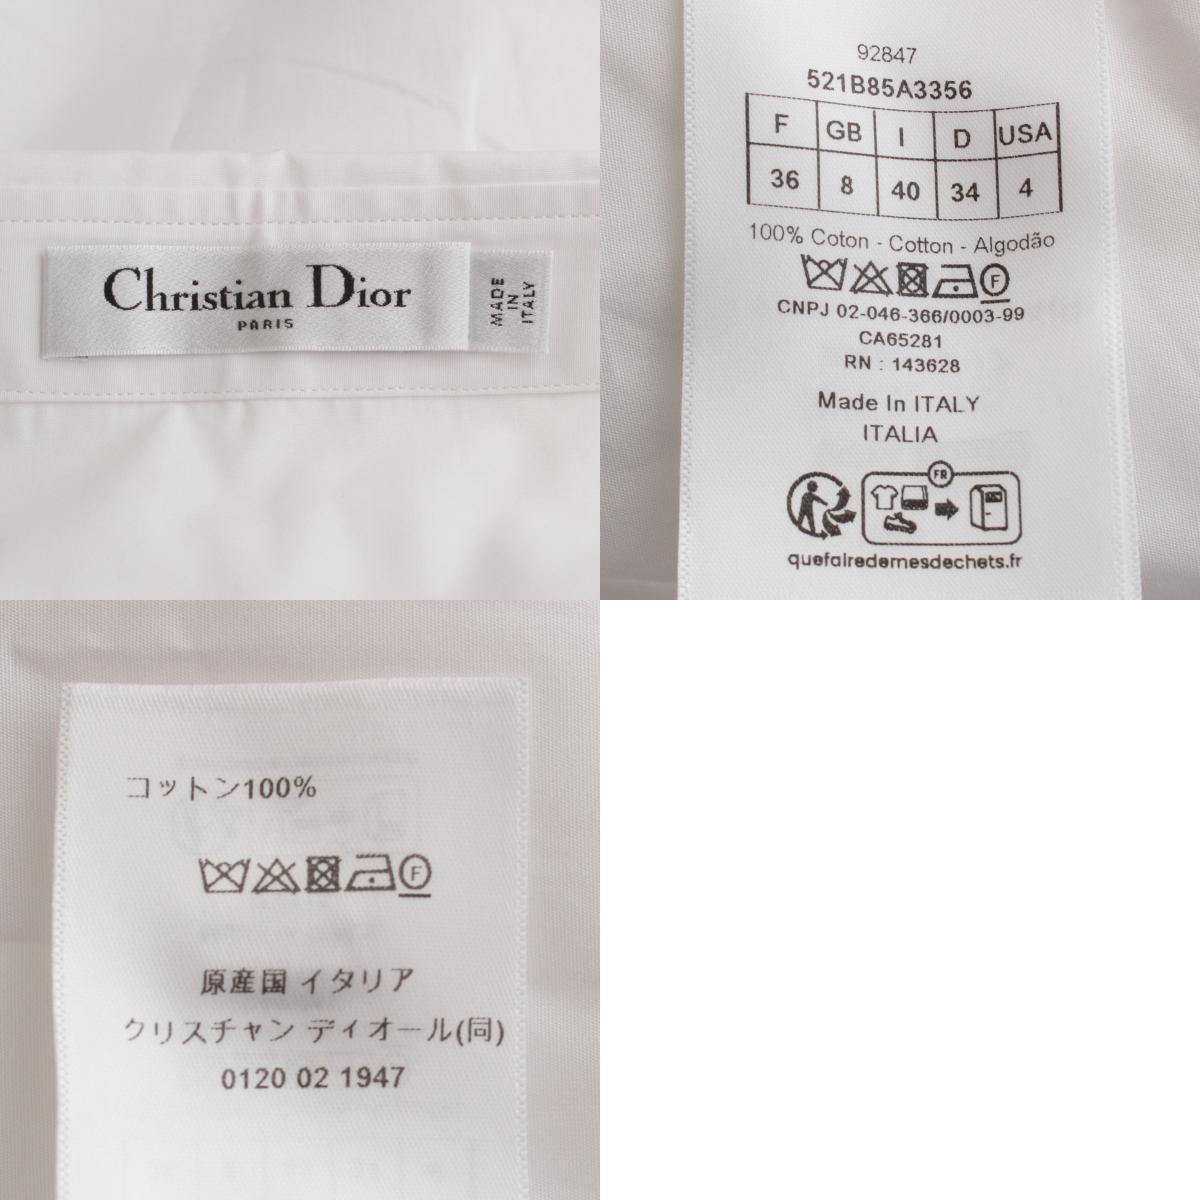 Christian Dior
PARIS
MADE
IN
ITALY
92847
521B85A3356
F GB I D USA
36 8 40 34 4
100% Coton - Cotton - Algodão
F
CNPJ 02-046-366/0003-99
CA65281
RN : 143628
Made In ITALY
ITALIA
FR
quefairedemesdechets.fr
コットン100%
F
原産国 イタリア
クリスチャン ディオール(同)
0120 02 1947